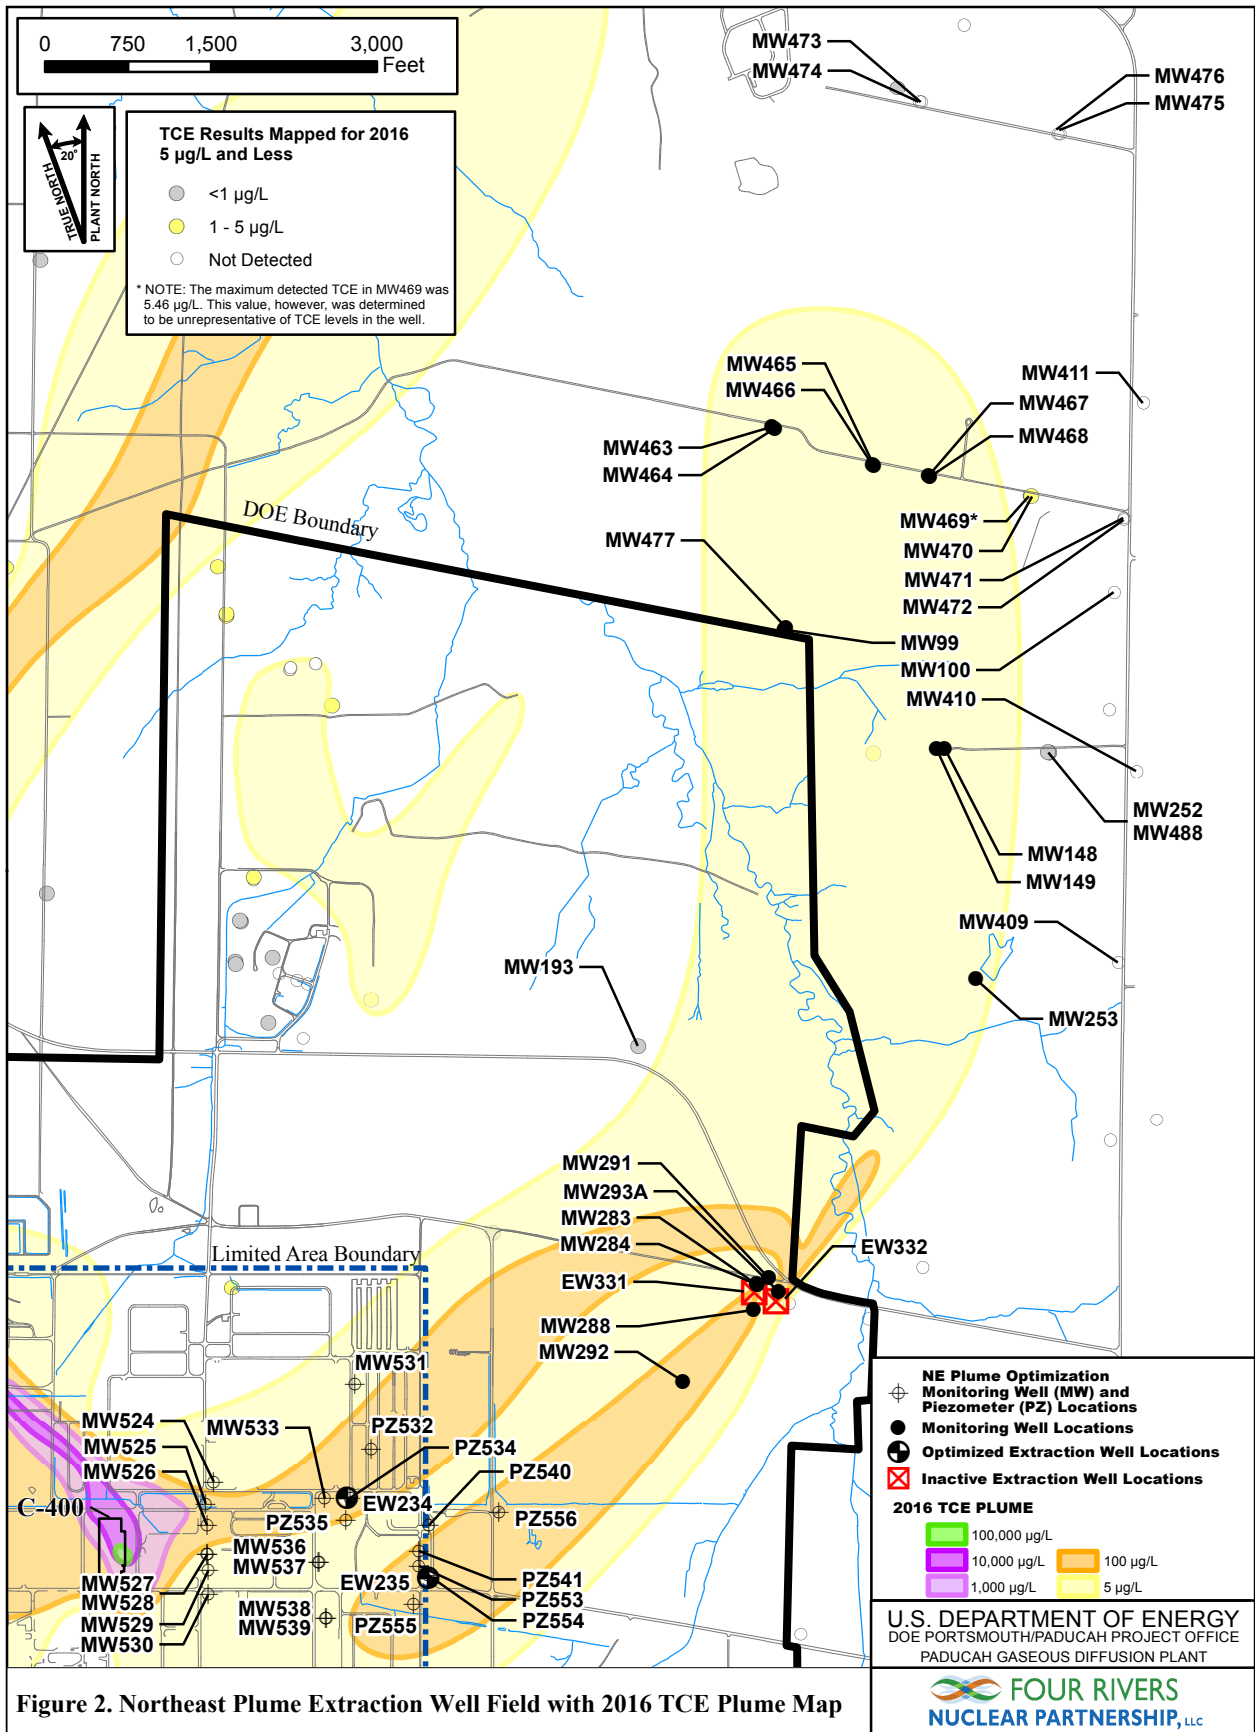 0 750 1,500 3,000
Feet
TRUE NORTH
20°
PLANT NORTH
TCE Results Mapped for 2016
5 µg/L and Less
<1 µg/L
1 - 5 µg/L
Not Detected
* NOTE: The maximum detected TCE in MW469 was
5.46 µg/L. This value, however, was determined
to be unrepresentative of TCE levels in the well.
MW473
MW474
MW476
MW475
MW465
MW466
MW411
MW467
MW468
MW463
MW464
DOE Boundary
MW469*
MW470
MW477
MW471
MW472
MW99
MW100
MW410
MW252
MW488
MW148
MW149
MW409
MW193
MW253
MW291
MW293A
MW283
MW284
EW332
EW331
MW288
MW292
Limited Area Boundary
MW531
MW524
MW533
PZ532
MW525
PZ534
MW526
PZ540
C-400
EW234
PZ535
PZ556
MW536
MW537
MW527
MW528
EW235
PZ541
PZ553
PZ554
MW529
MW530
MW538
MW539
PZ555
NE Plume Optimization
Monitoring Well (MW) and
Piezometer (PZ) Locations
Monitoring Well Locations
Optimized Extraction Well Locations
Inactive Extraction Well Locations
2016 TCE PLUME
100,000 µg/L
10,000 µg/L 100 µg/L
1,000 µg/L 5 µg/L
U.S. DEPARTMENT OF ENERGY
DOE PORTSMOUTH/PADUCAH PROJECT OFFICE
PADUCAH GASEOUS DIFFUSION PLANT
Figure 2. Northeast Plume Extraction Well Field with 2016 TCE Plume Map
FOUR RIVERS
NUCLEAR PARTNERSHIP, LLC